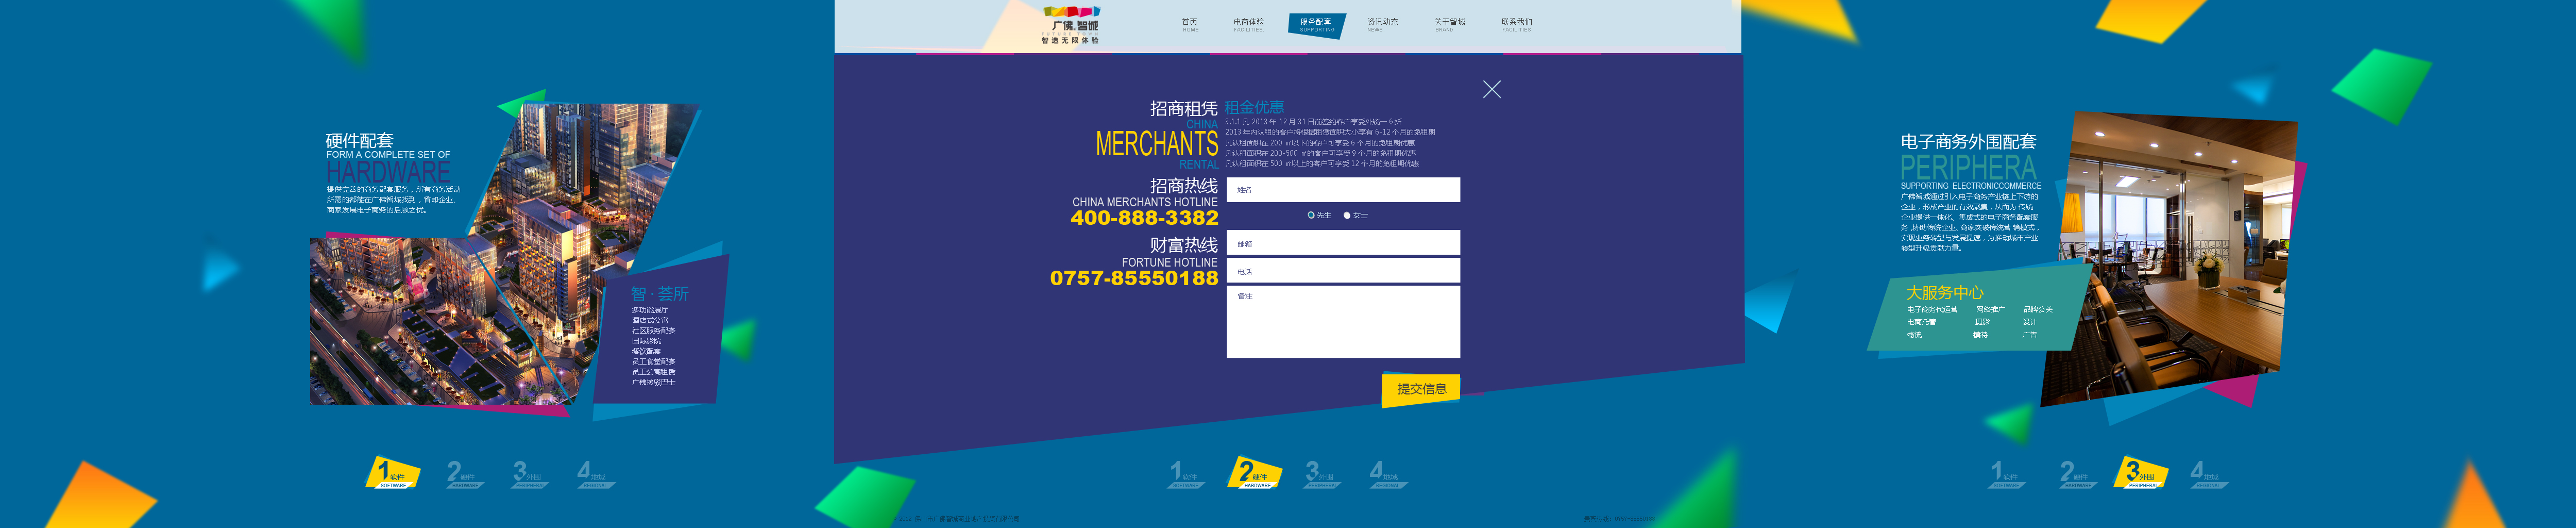 广佛智城
FUTURE TOWN
智造无限体验
首页
HOME
电商体验
FACILITIES
服务配套
SUPPORTING
资讯动态
NEWS
关于智城
BRAND
联系我们
FACILITIES
硬件配套
FORM A COMPLETE SET OF
HARDWARE
提供完善的商务配套服务，所有商务活动
所需的都能在广佛智城找到，省却企业、
商家发展电子商务的后顾之忧。
智·荟所
多功能展厅
酒店式公寓
社区服务配套
国际影院
餐饮配套
员工食堂配套
员工公寓租赁
广佛接驳巴士
1 软件
SOFTWARE
2 硬件
HARDWARE
3 外围
PERIPHERAL
4 地域
REGIONAL
招商租凭
CHINA
MERCHANTS
RENTAL
招商热线
CHINA MERCHANTS HOTLINE
400-888-3382
财富热线
FORTUNE HOTLINE
0757-85550188
租金优惠
3.1.1 凡 2013 年 12 月 31 日前签约客户享受外统一 6 折
2013 年内认租的客户将根据租赁面积大小享有 6-12 个月的免租期
凡认租面积在 200 ㎡以下的客户可享受 6 个月的免租期优惠
凡认租面积在 200-500 ㎡的客户可享受 9 个月的免租期优惠
凡认租面积在 500 ㎡以上的客户可享受 12 个月的免租期优惠
姓名
先生 女士
邮箱
电话
备注
提交信息
1 软件
SOFTWARE
2 硬件
HARDWARE
3 外围
PERIPHERAL
4 地域
REGIONAL
电子商务外围配套
PERIPHERA
SUPPORTING ELECTRONICCOMMERCE
广佛智城通过引入电子商务产业链上下游的
企业，形成产业的有效聚集，从而为 传统
企业提供一体化、集成式的电子商务配套服
务 ,协助传统企业、商家突破传统营 销模式，
实现业务转型与发展提速，为推动城市产业
转型升级贡献力量。
大服务中心
电子商务代运营 网络推广 品牌公关
电商托管 摄影 设计
物流 模特 广告
1 软件
SOFTWARE
2 硬件
HARDWARE
3 外围
PERIPHERAL
4 地域
REGIONAL